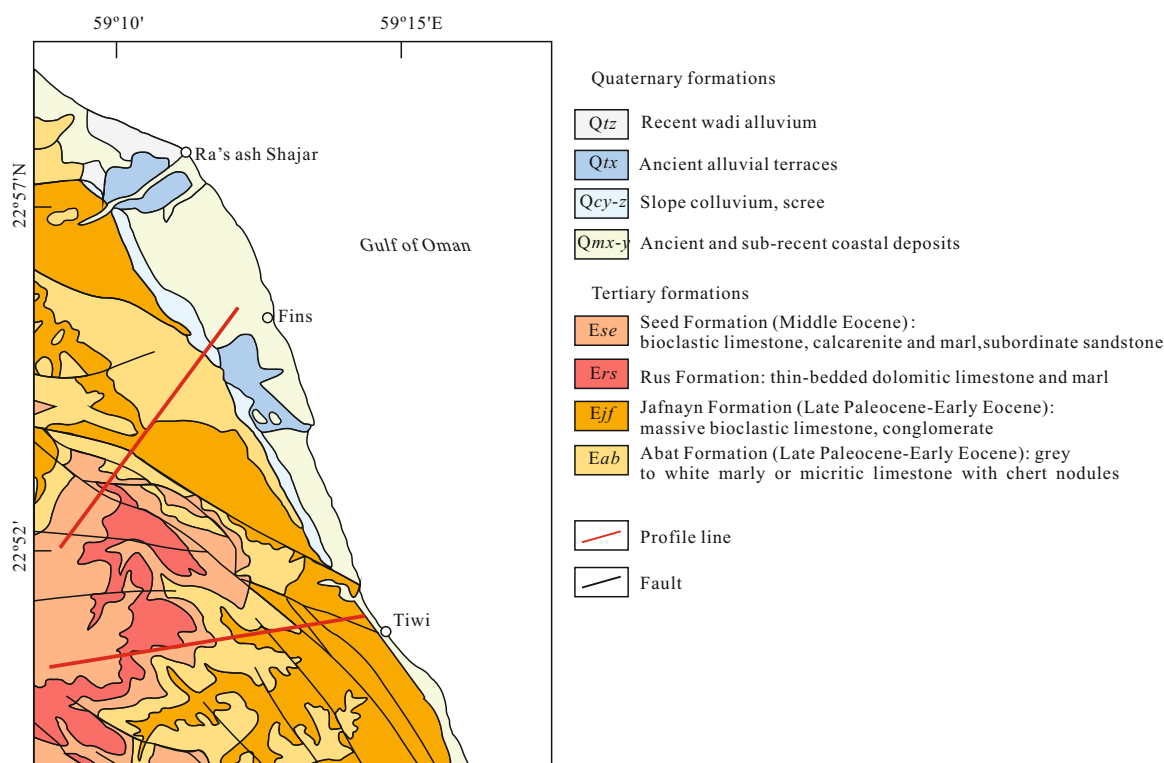 59°10'
59°15'E
22°57'N
22°52'
Ra's ash Shajar
Gulf of Oman
Fins
Tiwi
Quaternary formations
Qtz Recent wadi alluvium
Qtx Ancient alluvial terraces
Qcy-z Slope colluvium, scree
Qmx-y Ancient and sub-recent coastal deposits
Tertiary formations
Ese Seed Formation (Middle Eocene):
bioclastic limestone, calcarenite and marl,subordinate sandstone
Ers Rus Formation: thin-bedded dolomitic limestone and marl
Ejf Jafnayn Formation (Late Paleocene-Early Eocene):
massive bioclastic limestone, conglomerate
Eab Abat Formation (Late Paleocene-Early Eocene): grey
to white marly or micritic limestone with chert nodules
Profile line
Fault